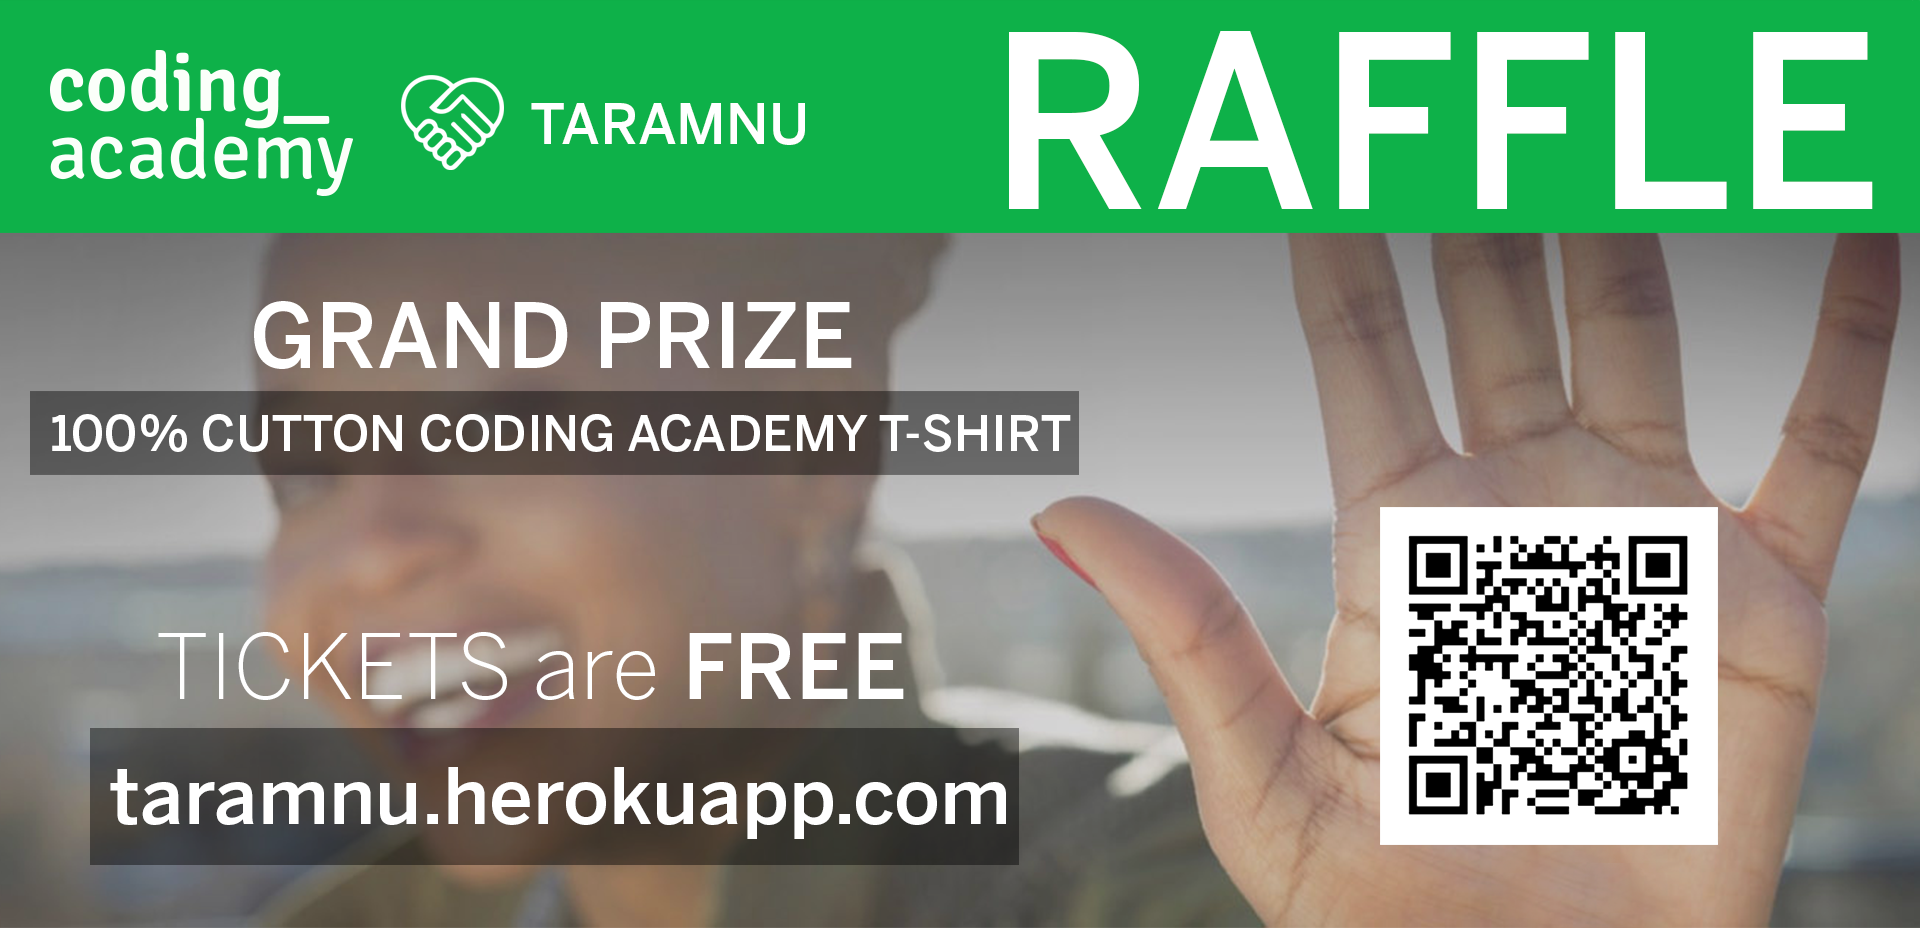 coding_
academy
TARAMNU
RAFFLE
GRAND PRIZE
100% CUTTON CODING ACADEMY T-SHIRT
TICKETS are FREE
taramnu.herokuapp.com